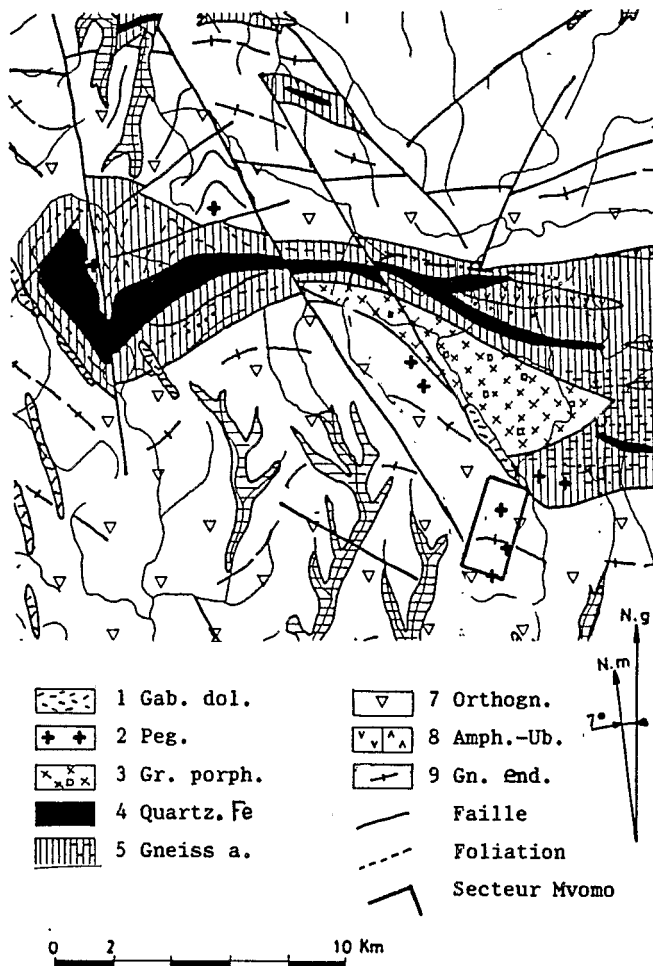 N.g
N.m
7°
1 Gab. dol.
2 Peg.
3 Gr. porph.
4 Quartz. Fe
5 Gneiss a.
7 Orthogn.
8 Amph.-Ub.
9 Gn. end.
Faille
Foliation
Secteur Mvomo
0 2 10 Km